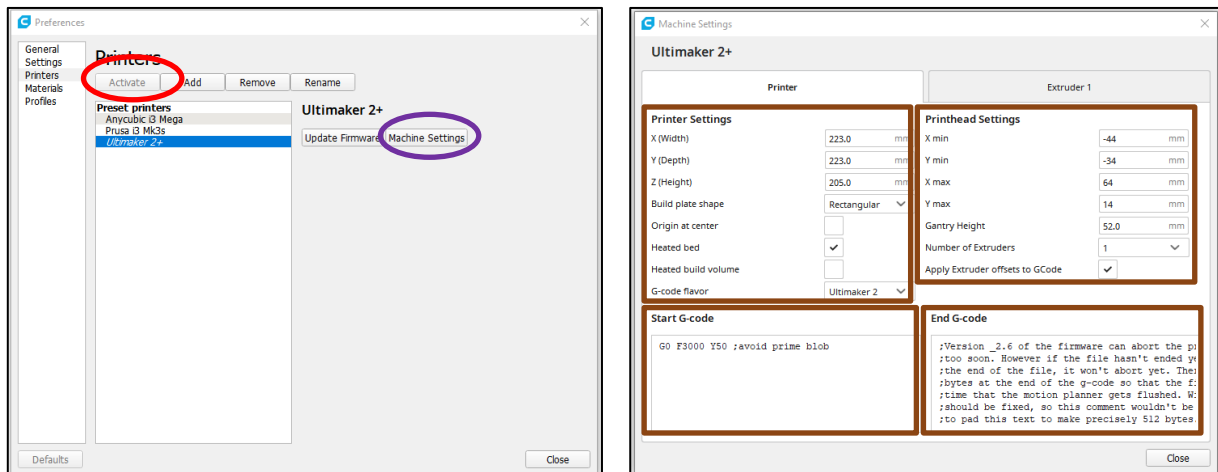 Preferences
General
Settings
Printers
Materials
Profiles
Printers
Activate Add Remove Rename
Preset printers
Anycubic i3 Mega
Prusa i3 Mk3s
Ultimaker 2+
Ultimaker 2+
Update Firmware Machine Settings
Defaults Close
Machine Settings
Ultimaker 2+
Printer Extruder 1
Printer Settings
X (Width) 223.0 mm
Y (Depth) 223.0 mm
Z (Height) 205.0 mm
Build plate shape Rectangular
Origin at center
Heated bed
Heated build volume
G-code flavor Ultimaker 2
Printhead Settings
X min -44 mm
Y min -34 mm
X max 64 mm
Y max 14 mm
Gantry Height 52.0 mm
Number of Extruders 1
Apply Extruder offsets to GCode
Start G-code
G0 F3000 Y50 ;avoid prime blob
End G-code
;Version _2.6 of the firmware can abort the
;too soon. However if the file hasn't ended
;the end of the file, it won't abort yet.
;bytes at the end of the g-code so that the
;time that the motion planner gets flushed.
;should be fixed, so this comment wouldn't be
;to pad this text to make precisely 512 bytes.
Close